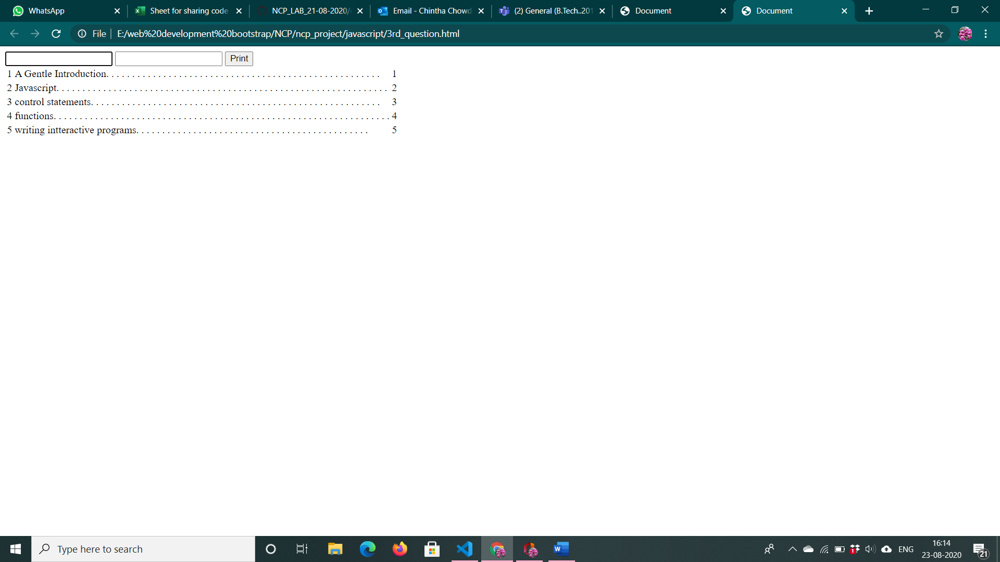 WhatsApp
Sheet for sharing code
NCP_LAB_21-08-2020/
Email - Chintha Chowd
(2) General (B.Tech..201
Document
Document
File
E:/web%20development%20bootstrap/NCP/ncp_project/javascript/3rd_question.html
Print
1 A Gentle Introduction. . . . . . . . . . . . . . . . . . . . . . . . . . . . . . . . . . . . . . . . . . . . . . . . . . . . . 1
2 Javascript. . . . . . . . . . . . . . . . . . . . . . . . . . . . . . . . . . . . . . . . . . . . . . . . . . . . . . . . . . . . . . . . 2
3 control statements. . . . . . . . . . . . . . . . . . . . . . . . . . . . . . . . . . . . . . . . . . . . . . . . . . . . . . . . 3
4 functions. . . . . . . . . . . . . . . . . . . . . . . . . . . . . . . . . . . . . . . . . . . . . . . . . . . . . . . . . . . . . . . . . 4
5 writing intteractive programs. . . . . . . . . . . . . . . . . . . . . . . . . . . . . . . . . . . . . . . . . . . . . 5
Type here to search
1
ENG
16:14
23-08-2020
21